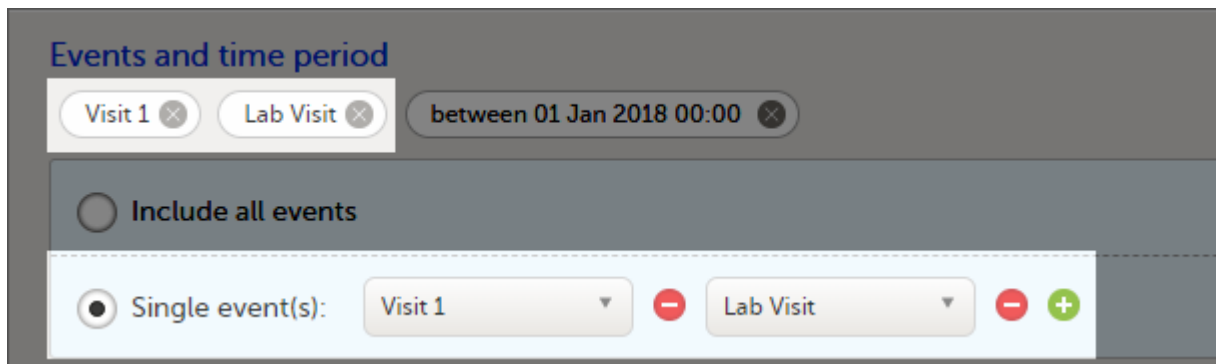 Events and time period
Visit 1 Lab Visit between 01 Jan 2018 00:00
Include all events
Single event(s): Visit 1 Lab Visit